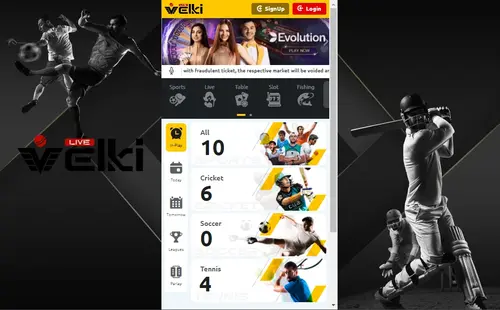 LIVE
Velki
SignUp
Login
Evolution
PLAY NOW
with fraudulent ticket, the respective market will be voided ar
Sports
Live
Table
Slot
Fishing
LIVE
Velki
In-Play
All
10
Today
Cricket
6
Tomorrow
Soccer
0
Leagues
Tennis
4
Parlay